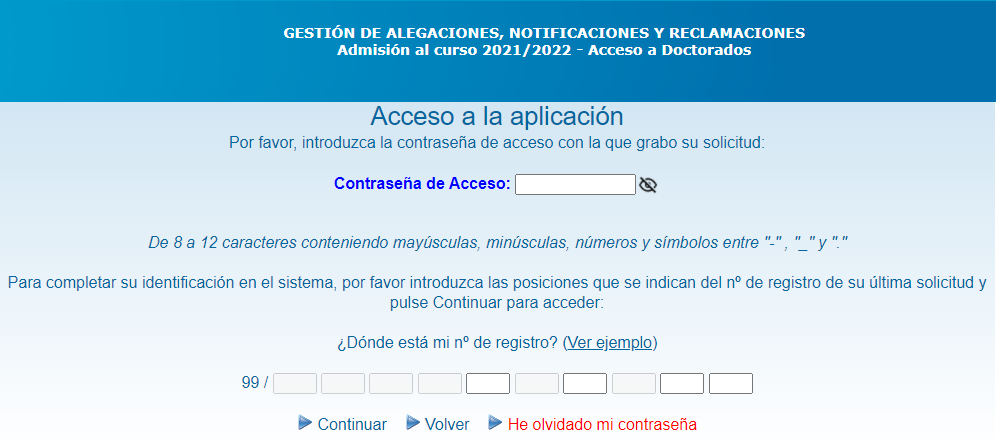 GESTIÓN DE ALEGACIONES, NOTIFICACIONES Y RECLAMACIONES
Admisión al curso 2021/2022 - Acceso a Doctorados
Acceso a la aplicación
Por favor, introduzca la contraseña de acceso con la que grabo su solicitud:
Contraseña de Acceso:
De 8 a 12 caracteres conteniendo mayúsculas, minúsculas, números y símbolos entre "-" , "_" y "."
Para completar su identificación en el sistema, por favor introduzca las posiciones que se indican del nº de registro de su última solicitud y
pulse Continuar para acceder:
¿Dónde está mi nº de registro? (Ver ejemplo)
99 /
Continuar Volver He olvidado mi contraseña